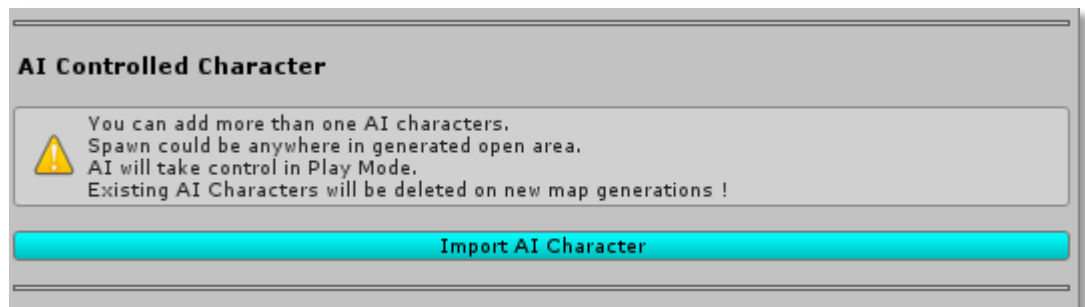 AI Controlled Character
You can add more than one AI characters.
Spawn could be anywhere in generated open area.
AI will take control in Play Mode.
Existing AI Characters will be deleted on new map generations !
Import AI Character